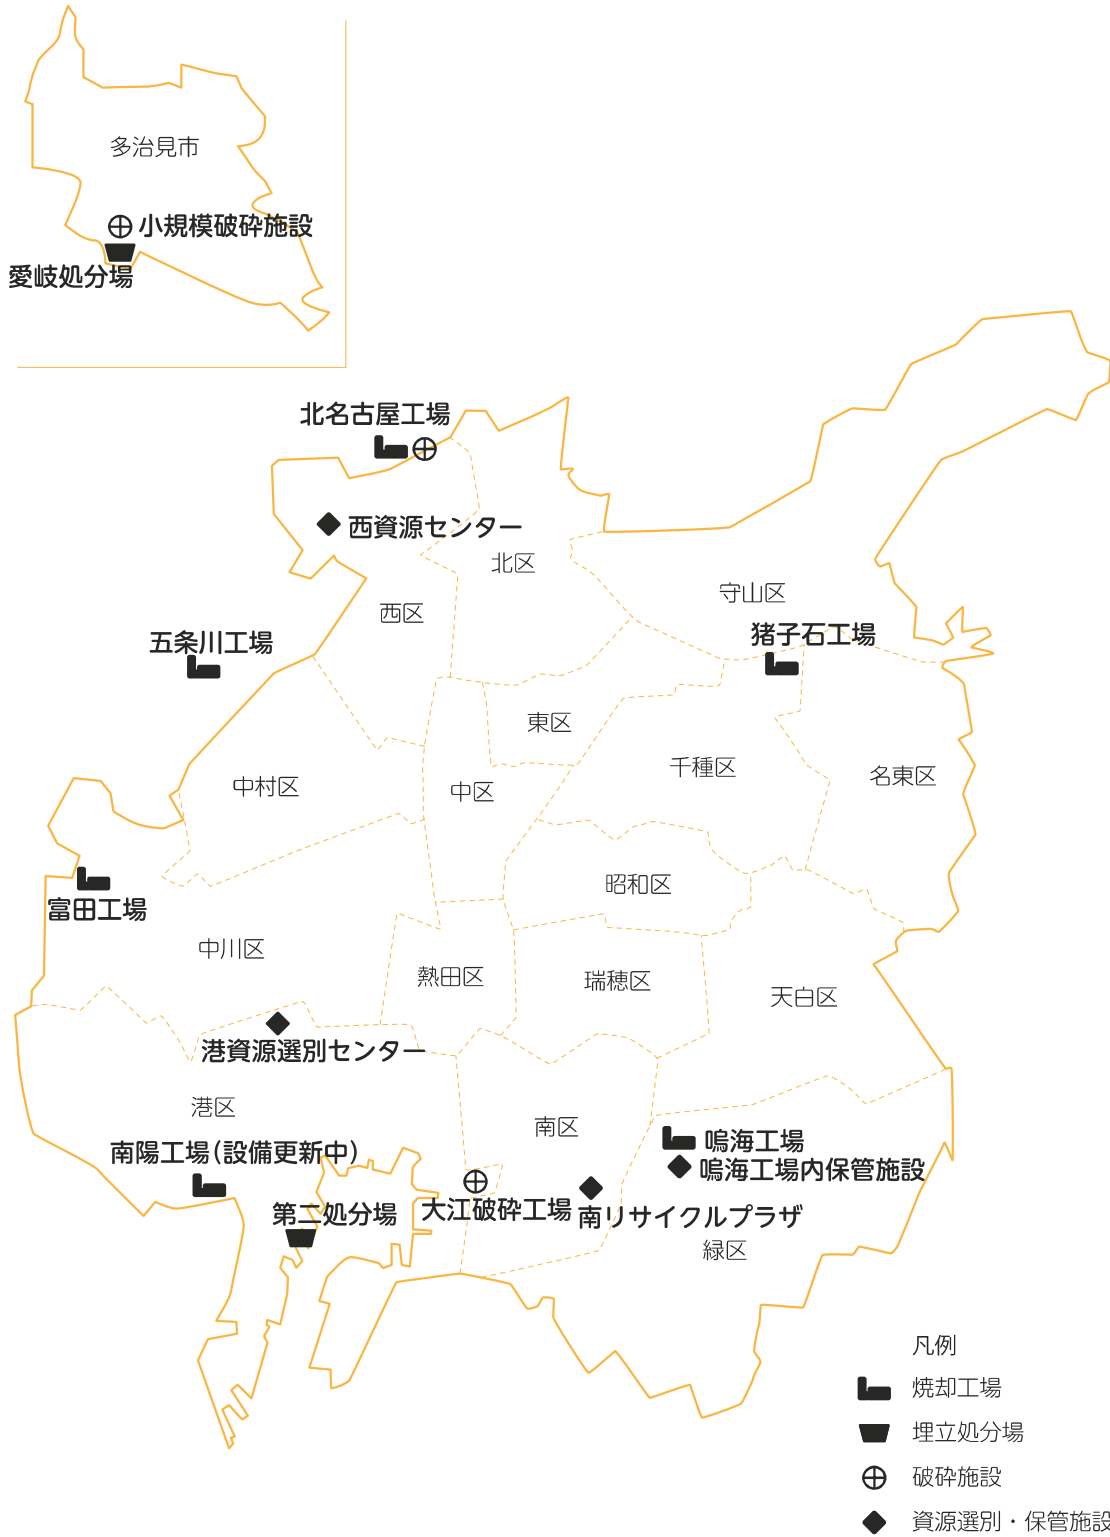 多治見市
小規模破砕施設
愛岐処分場
北名古屋工場
西資源センター
北区
守山区
西区
猪子石工場
五条川工場
東区
千種区
名東区
中村区
中区
昭和区
富田工場
中川区
熱田区
瑞穂区
天白区
港資源選別センター
港区
南区
鳴海工場
鳴海工場内保管施設
南陽工場(設備更新中)
第二処分場
大江破砕工場
南リサイクルプラザ
緑区
凡例
焼却工場
埋立処分場
破砕施設
資源選別・保管施設